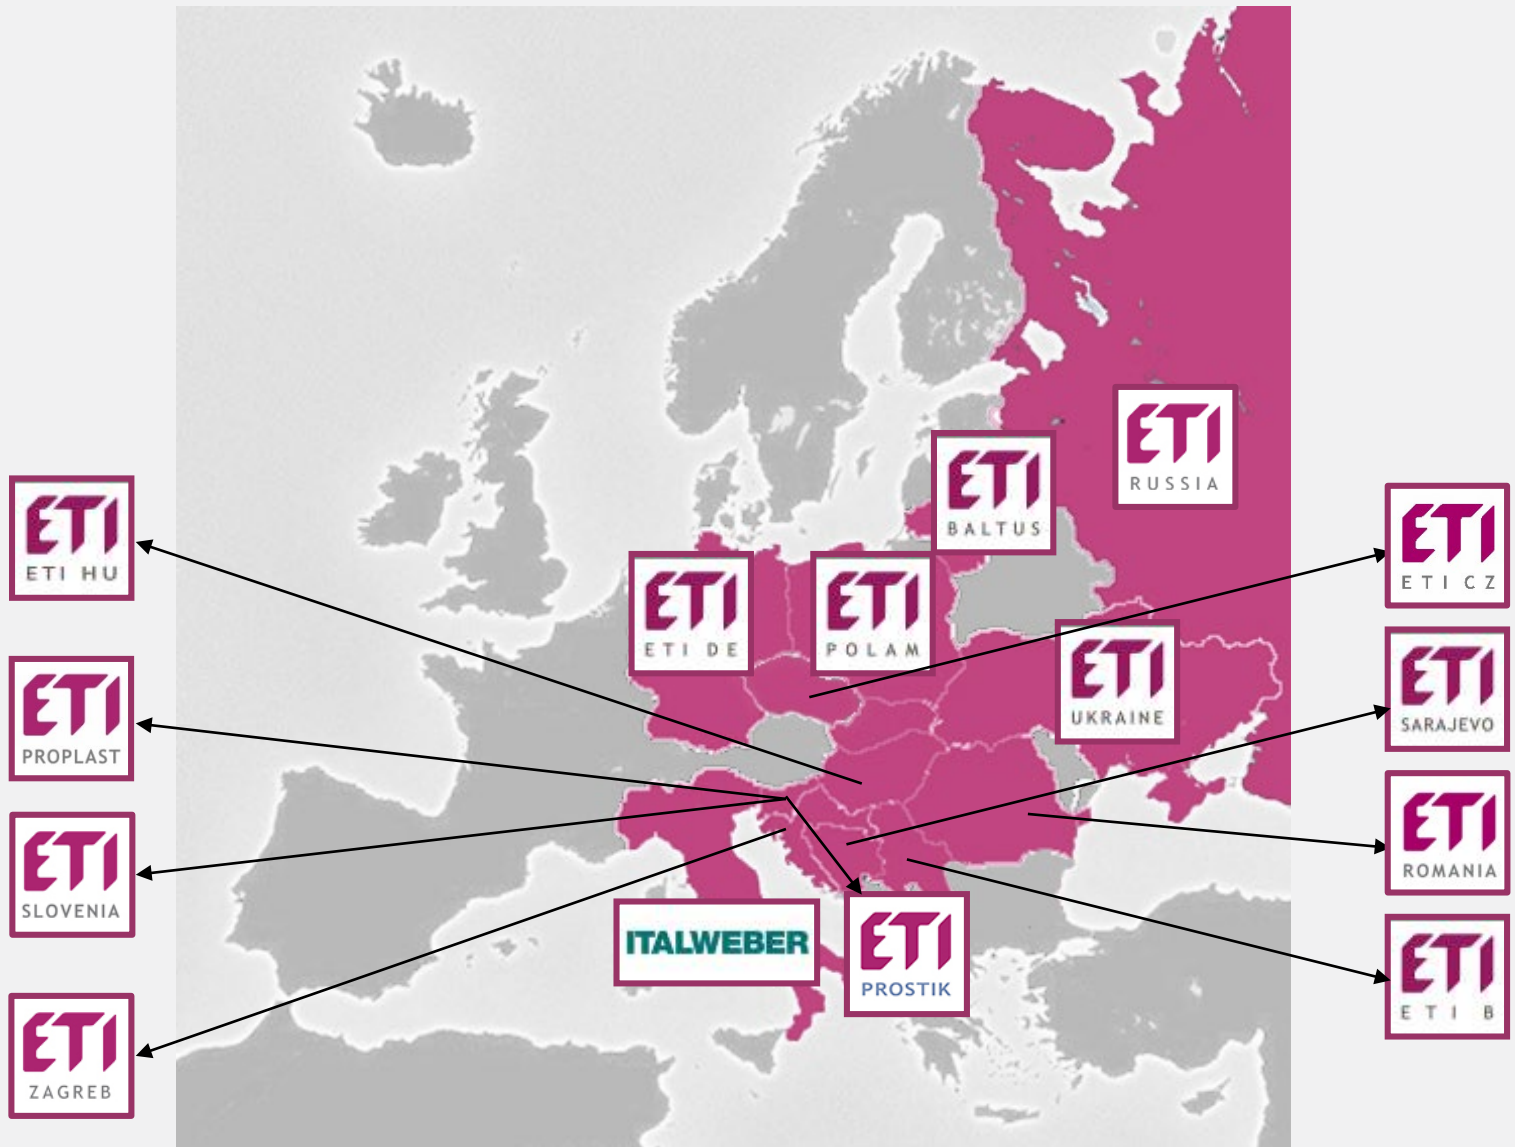 ETI
RUSSIA
ETI
BALTUS
ETI
ETI HU
ETI
ETI CZ
ETI
ETI DE
ETI
POLAM
ETI
UKRAINE
ETI
SARAJEVO
ETI
PROPLAST
ETI
ROMANIA
ETI
SLOVENIA
ITALWEBER
ETI
PROSTIK
ETI
ETI B
ETI
ZAGREB